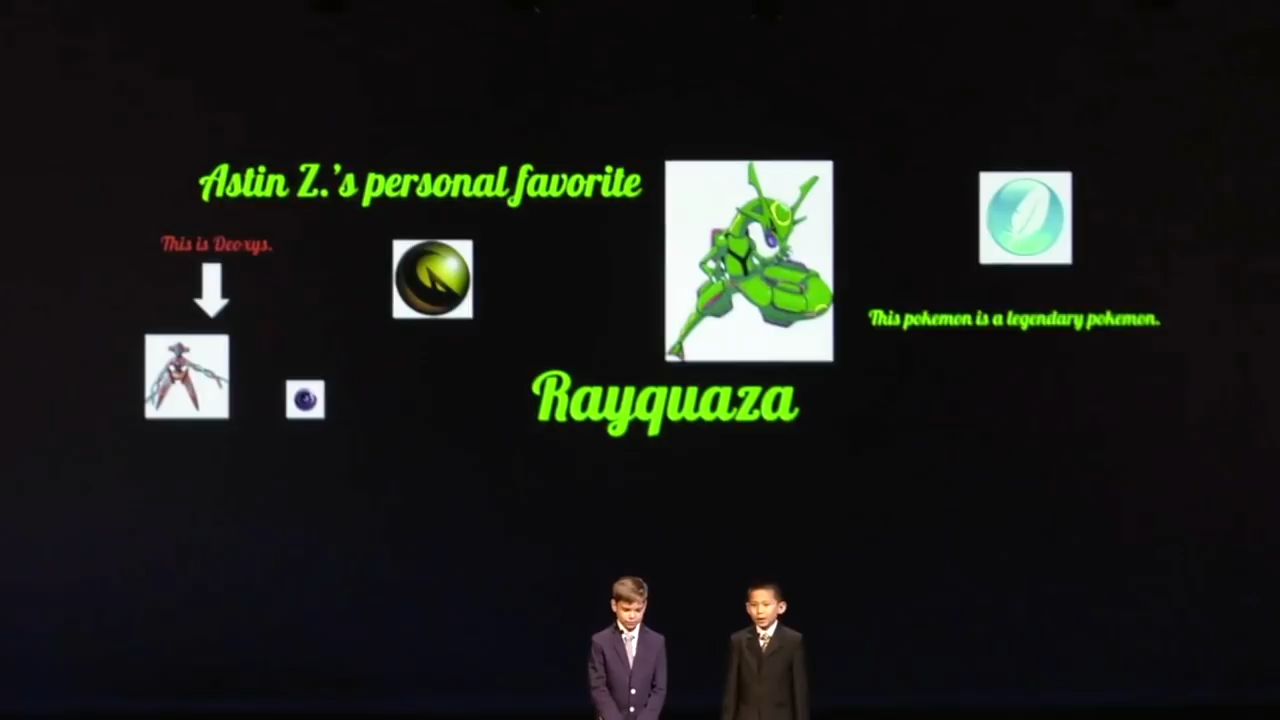 Astin Z.'s personal favorite
This is Deoxys.
This pokemon is a legendary pokemon.
Rayquaza